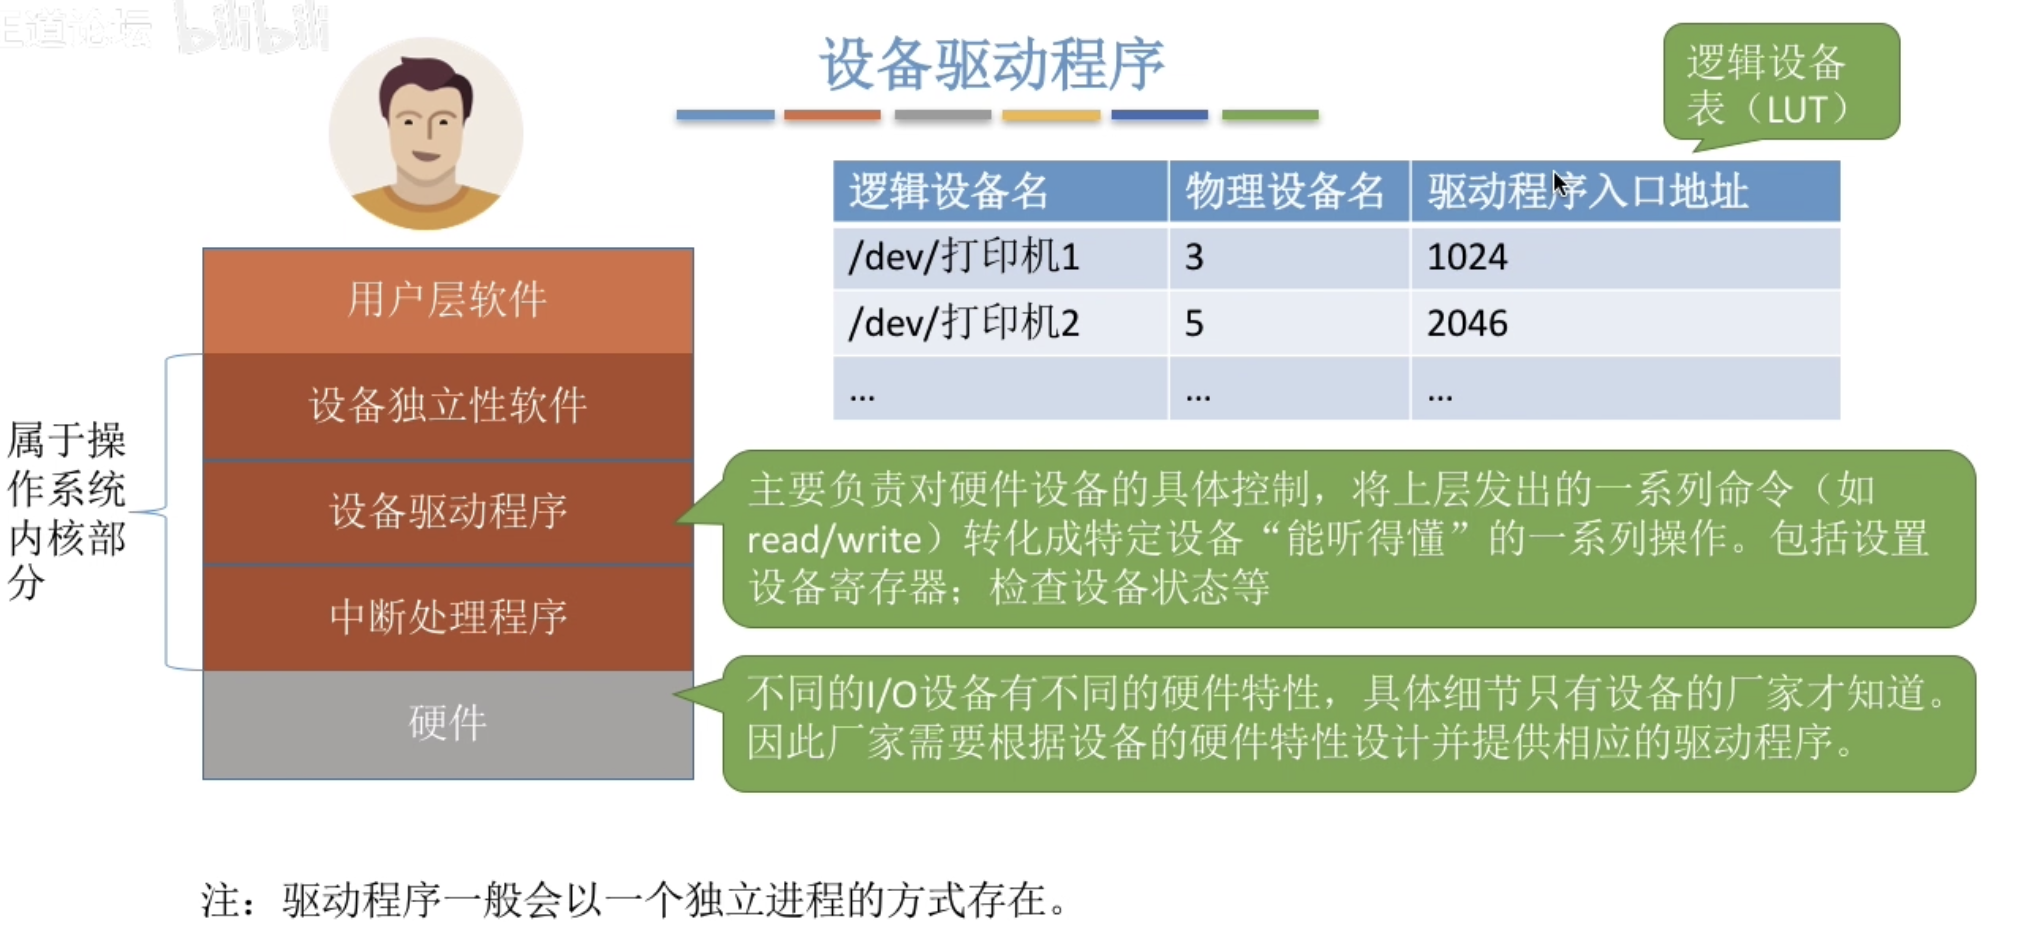 王道论坛 bilibili
设备驱动程序
逻辑设备
表（LUT）
逻辑设备名 物理设备名 驱动程序入口地址
/dev/打印机1 3 1024
/dev/打印机2 5 2046
... ... ...
用户层软件
设备独立性软件
设备驱动程序
中断处理程序
硬件
属于操
作系统
内核部
分
主要负责对硬件设备的具体控制，将上层发出的一系列命令（如
read/write）转化成特定设备“能听得懂”的一系列操作。包括设置
设备寄存器；检查设备状态等
不同的I/O设备有不同的硬件特性，具体细节只有设备的厂家才知道。
因此厂家需要根据设备的硬件特性设计并提供相应的驱动程序。
注：驱动程序一般会以一个独立进程的方式存在。